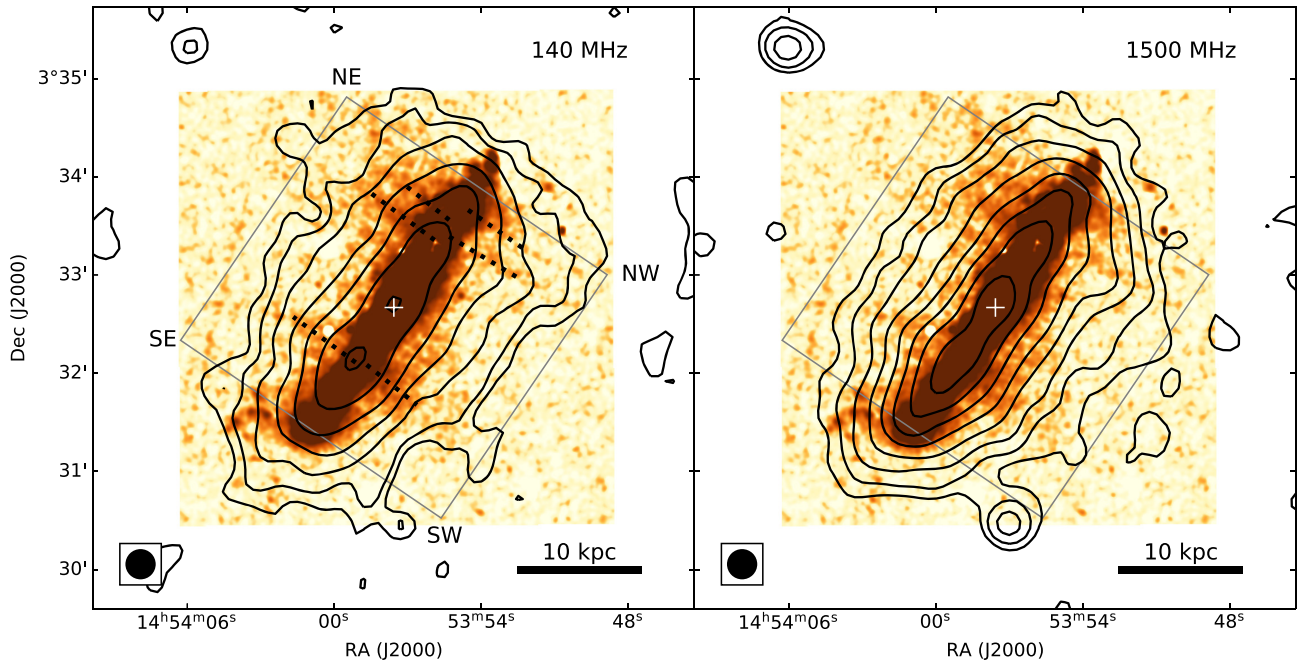 140 MHz
1500 MHz
3°35'
34'
33'
32'
31'
30'
Dec (J2000)
NE
NW
SE
SW
10 kpc
10 kpc
14ʰ54ᵐ06ˢ
00ˢ
53ᵐ54ˢ
48ˢ
14ʰ54ᵐ06ˢ
00ˢ
53ᵐ54ˢ
48ˢ
RA (J2000)
RA (J2000)